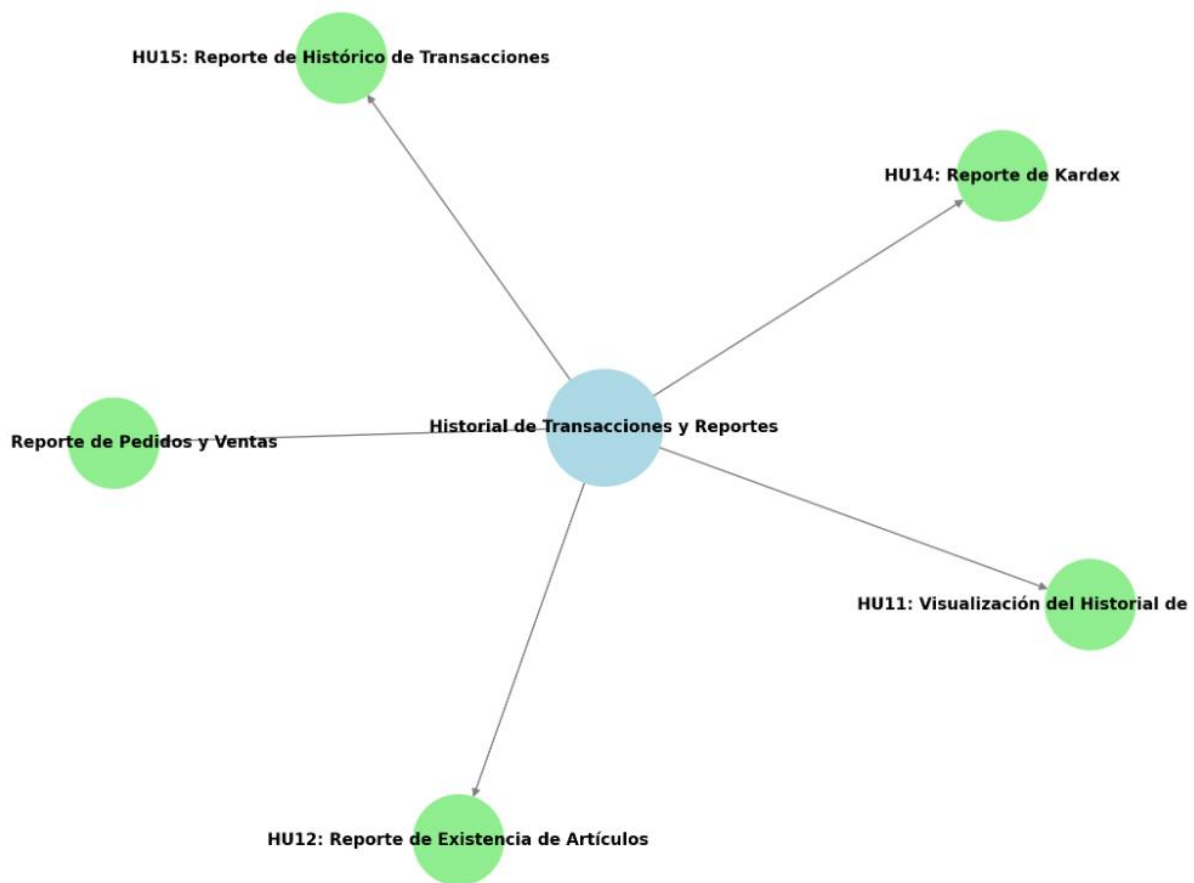 HU15: Reporte de Histórico de Transacciones
HU14: Reporte de Kardex
Historial de Transacciones y Reportes
Reporte de Pedidos y Ventas
HU11: Visualización del Historial de
HU12: Reporte de Existencia de Artículos